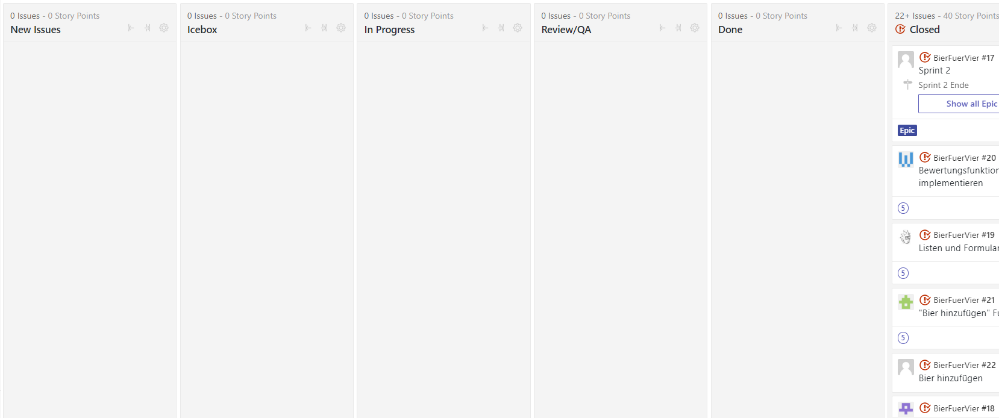 0 Issues - 0 Story Points
New Issues
0 Issues - 0 Story Points
Icebox
0 Issues - 0 Story Points
In Progress
0 Issues - 0 Story Points
Review/QA
0 Issues - 0 Story Points
Done
22+ Issues - 40 Story Points
Closed
BierFuerVier #17
Sprint 2
Sprint 2 Ende
Show all Epic
Epic
BierFuerVier #20
Bewertungsfunktion
implementieren
5
BierFuerVier #19
Listen und Formular
5
BierFuerVier #21
"Bier hinzufügen" Fu
5
BierFuerVier #22
Bier hinzufügen
BierFuerVier #18